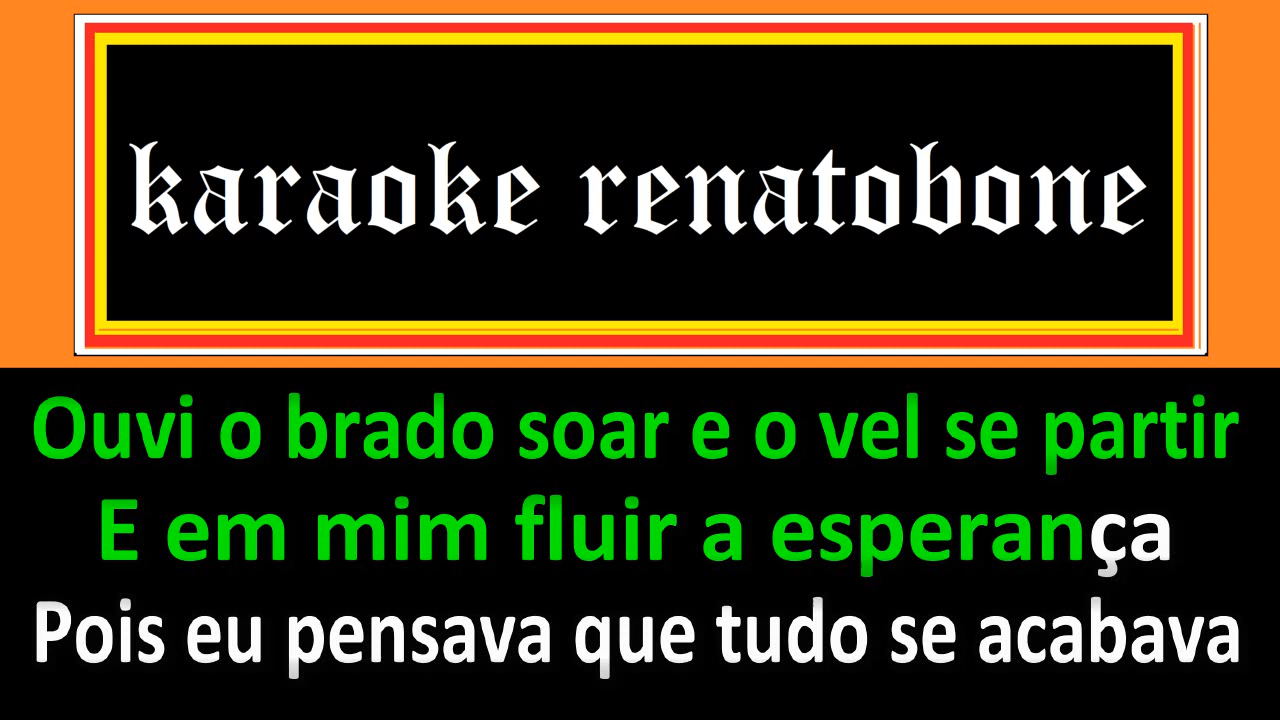 karaoke renatobone
Ouvi o brado soar e o vel se partir
E em mim fluir a esperança
Pois eu pensava que tudo se acabava